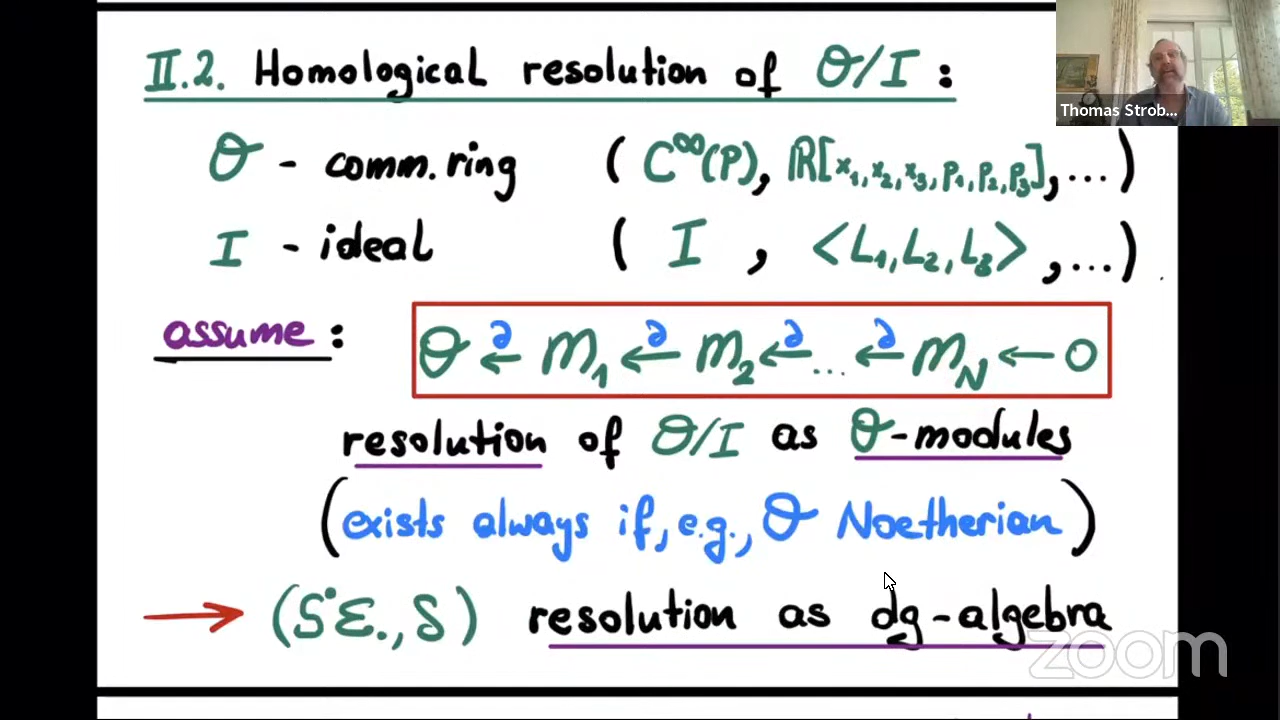 II.2. Homological resolution of O/I :
O - comm. ring ( C^∞(P), ℝ[x₁, x₂, x₃, p₁, p₂, p₃], ... )
I - ideal ( I , <L₁, L₂, L₃> , ... )
assume : O ←∂ M₁ ←∂ M₂ ←∂ ... ←∂ M_N ← 0
resolution of O/I as O-modules
(exists always if, e.g., O Noetherian)
→ (S˙ℰ., δ) resolution as dg-algebra
Thomas Strob...
zoom